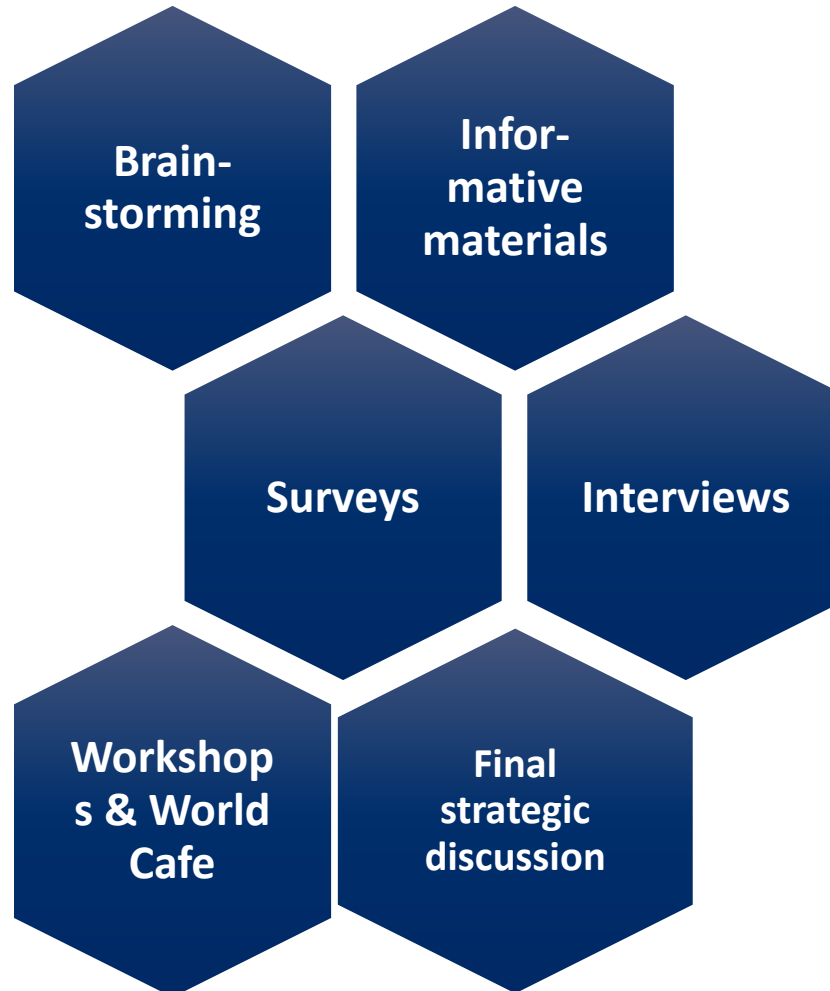 Brain-
storming
Infor-
mative
materials
Surveys
Interviews
Workshop
s & World
Cafe
Final
strategic
discussion